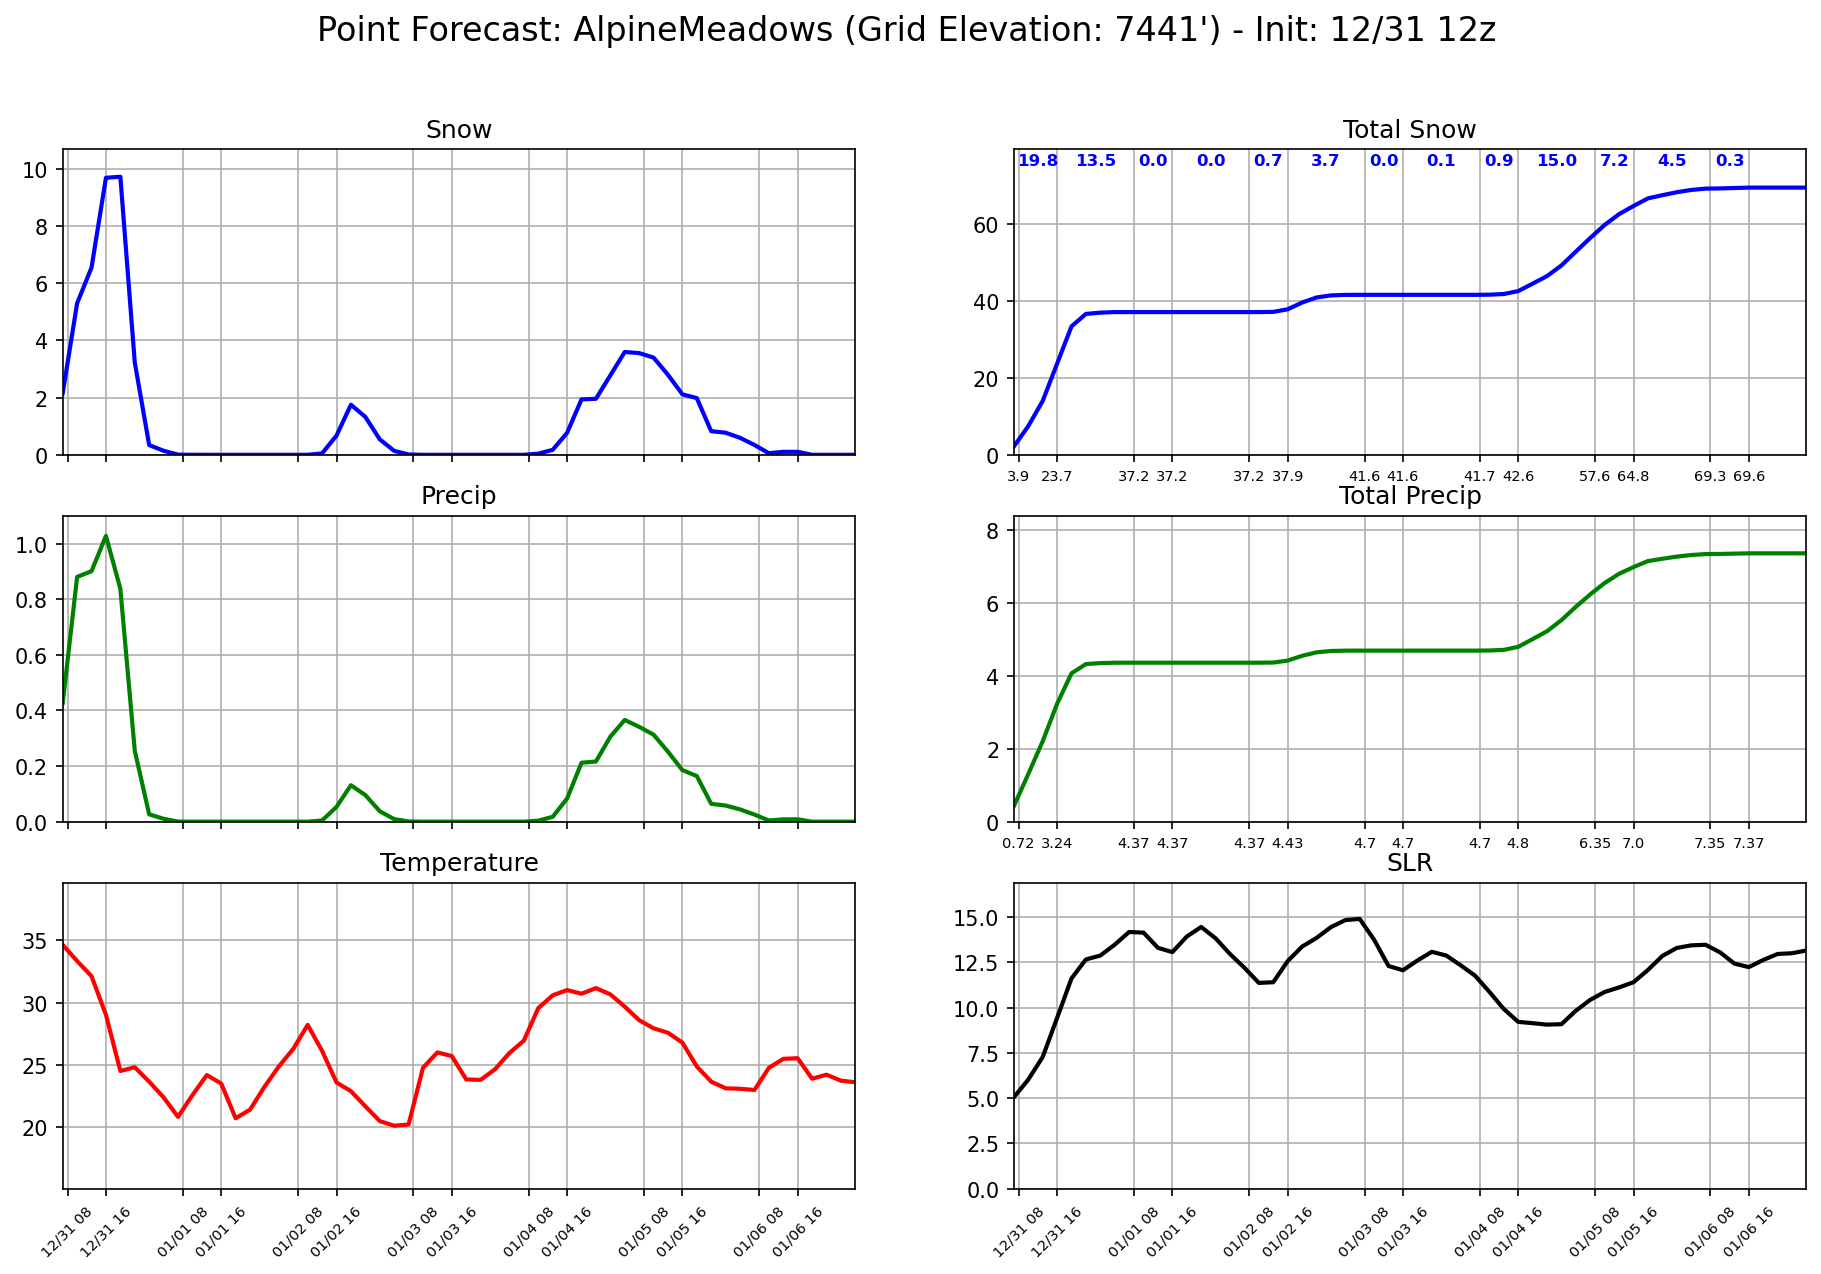 Point Forecast: AlpineMeadows (Grid Elevation: 7441') - Init: 12/31 12z
Snow
10
8
6
4
2
0
Total Snow
19.8 13.5 0.0 0.0 0.7 3.7 0.0 0.1 0.9 15.0 7.2 4.5 0.3
60
40
20
0
3.9 23.7 37.2 37.2 37.2 37.9 41.6 41.6 41.7 42.6 57.6 64.8 69.3 69.6
Precip
1.0
0.8
0.6
0.4
0.2
0.0
Total Precip
8
6
4
2
0
0.72 3.24 4.37 4.37 4.37 4.43 4.7 4.7 4.7 4.8 6.35 7.0 7.35 7.37
Temperature
35
30
25
20
12/31 08 12/31 16 01/01 08 01/01 16 01/02 08 01/02 16 01/03 08 01/03 16 01/04 08 01/04 16 01/05 08 01/05 16 01/06 08 01/06 16
SLR
15.0
12.5
10.0
7.5
5.0
2.5
0.0
12/31 08 12/31 16 01/01 08 01/01 16 01/02 08 01/02 16 01/03 08 01/03 16 01/04 08 01/04 16 01/05 08 01/05 16 01/06 08 01/06 16